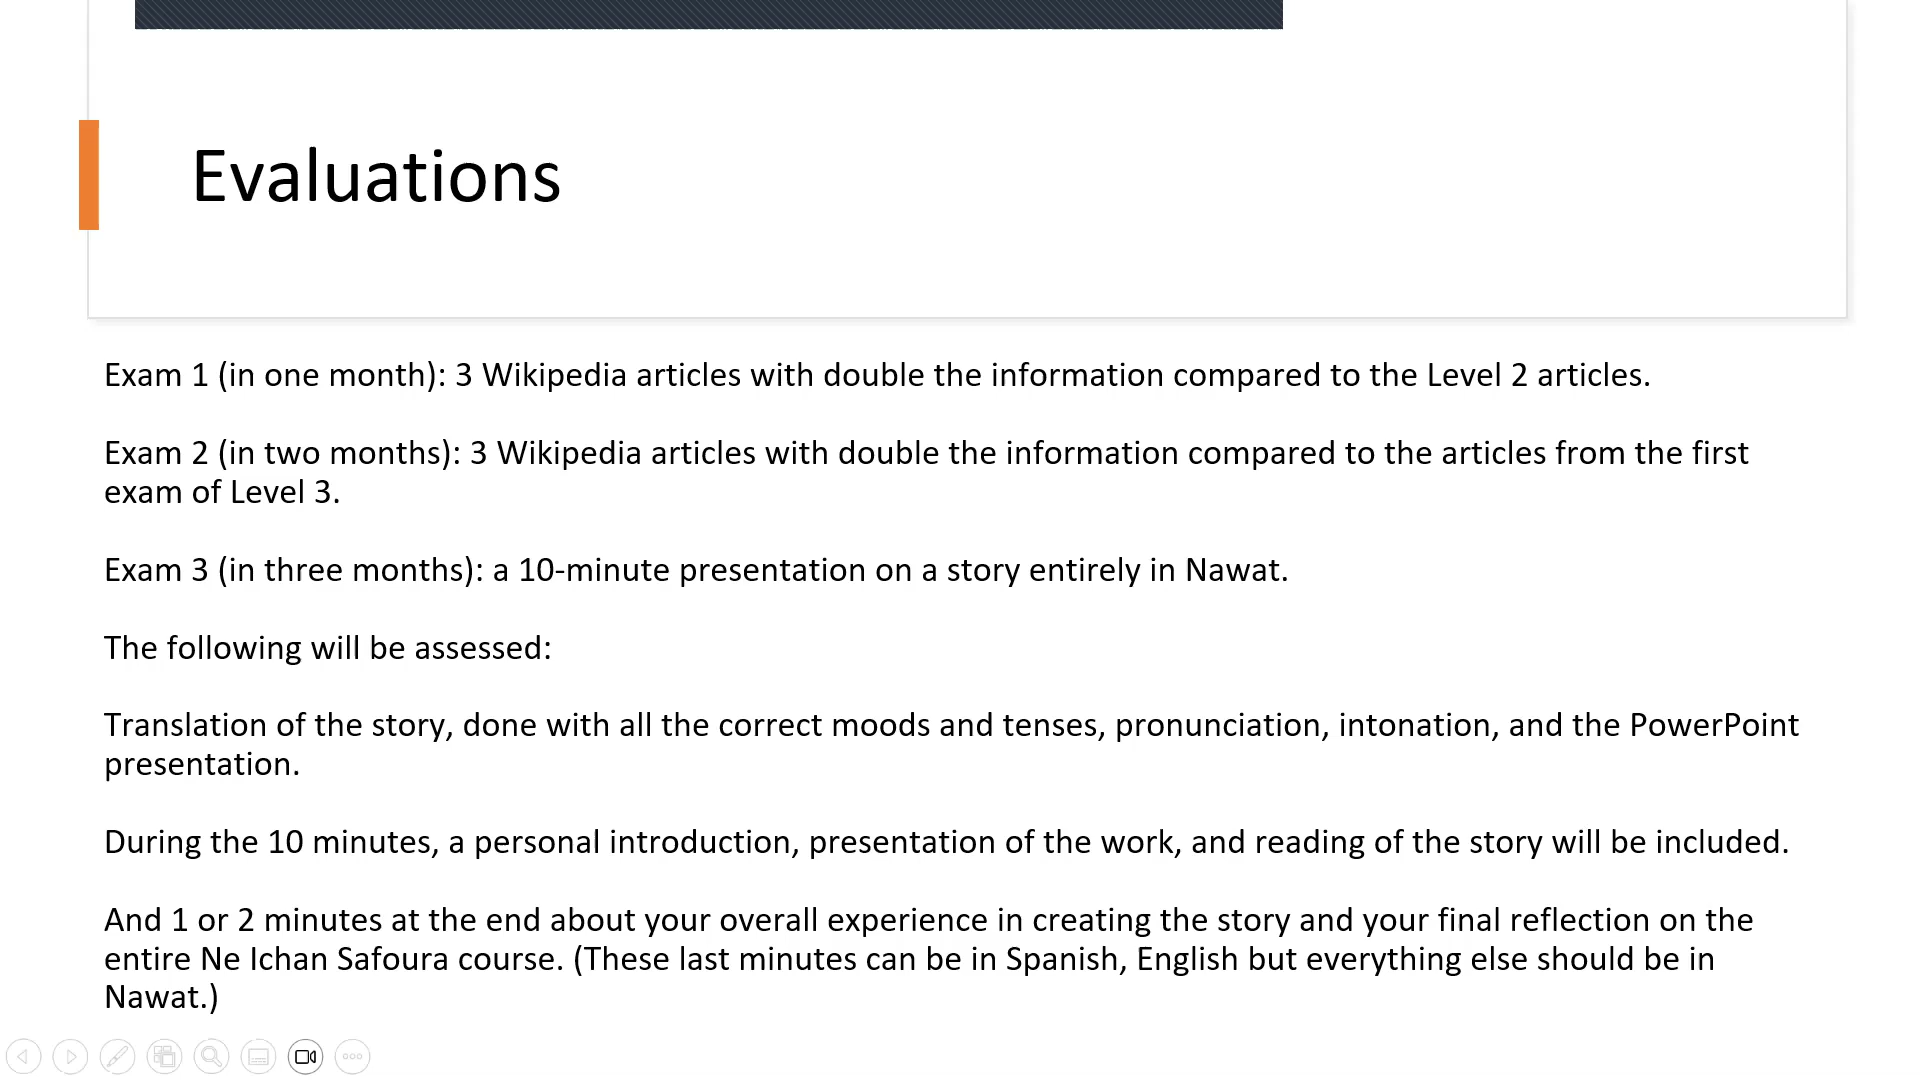 Evaluations
Exam 1 (in one month): 3 Wikipedia articles with double the information compared to the Level 2 articles.
Exam 2 (in two months): 3 Wikipedia articles with double the information compared to the articles from the first
exam of Level 3.
Exam 3 (in three months): a 10-minute presentation on a story entirely in Nawat.
The following will be assessed:
Translation of the story, done with all the correct moods and tenses, pronunciation, intonation, and the PowerPoint
presentation.
During the 10 minutes, a personal introduction, presentation of the work, and reading of the story will be included.
And 1 or 2 minutes at the end about your overall experience in creating the story and your final reflection on the
entire Ne Ichan Safoura course. (These last minutes can be in Spanish, English but everything else should be in
Nawat.)